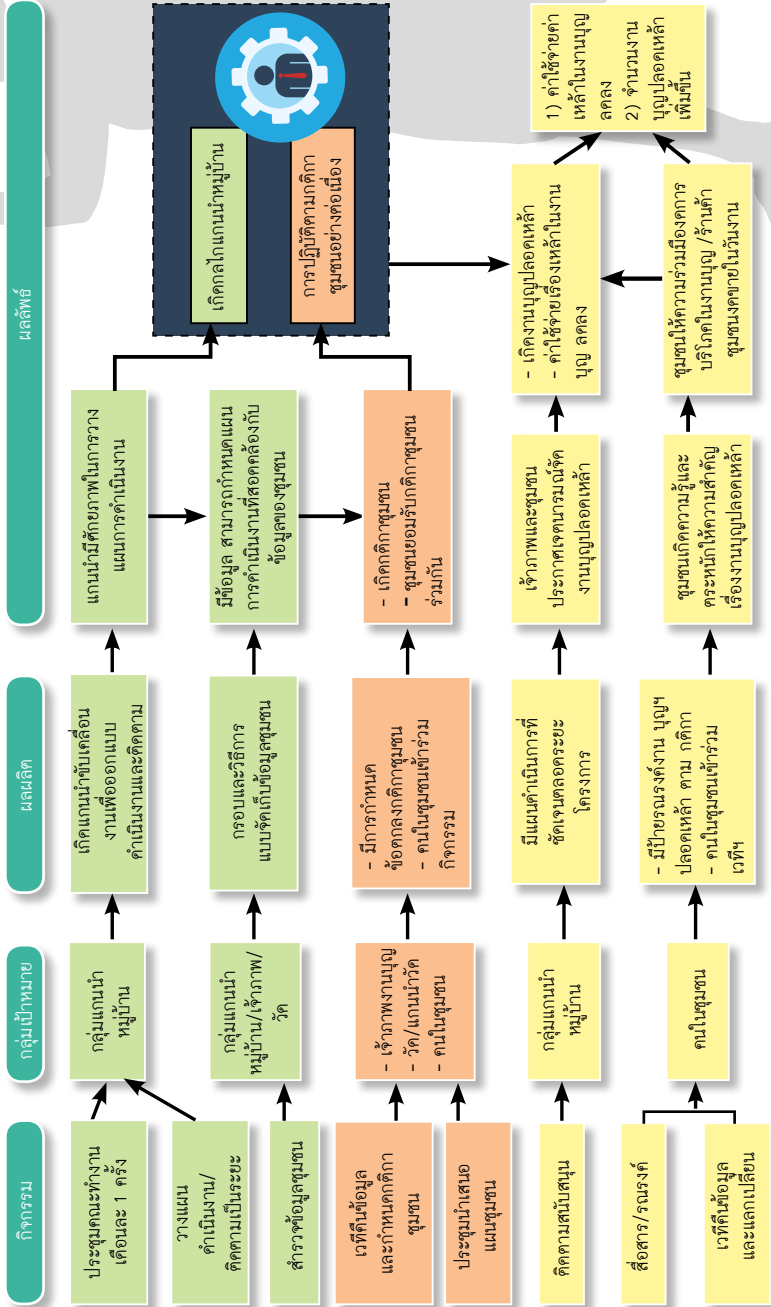 กิจกรรม
กลุ่มเป้าหมาย
ผลผลิต
ผลลัพธ์
ประชุมคณะทำงาน
เดือนละ 1 ครั้ง
วางแผน
ดำเนินงาน/
ติดตามเป็นระยะ
กลุ่มแกนนำ
หมู่บ้าน
เกิดแกนนำขับเคลื่อน
งานเพื่อออกแบบ
ดำเนินงานและติดตาม
แกนนำมีศักยภาพในการวาง
แผนการดำเนินงาน
เกิดกลไกแกนนำหมู่บ้าน
สำรวจข้อมูลชุมชน
กลุ่มแกนนำ
หมู่บ้าน/เจ้าภาพ/
วัด
กรอบและวิธีการ
แบบจัดเก็บข้อมูลชุมชน
มีข้อมูล สามารถกำหนดแผน
การดำเนินงานที่สอดคล้องกับ
ข้อมูลของชุมชน
การปฏิบัติตามกติกา
ชุมชนอย่างต่อเนื่อง
เวทีคืนข้อมูล
และกำหนดกติกา
ชุมชน
ประชุมนำเสนอ
แผนชุมชน
- เจ้าภาพงานบุญ
- วัด/แกนนำวัด
- คนในชุมชน
- มีการกำหนด
ข้อตกลงกติกาชุมชน
- คนในชุมชนเข้าร่วม
กิจกรรม
- เกิดกติกาชุมชน
- ชุมชนยอมรับกติกาชุมชน
ร่วมกัน
ติดตามสนับสนุน
กลุ่มแกนนำ
หมู่บ้าน
มีแผนดำเนินการที่
ชัดเจนตลอดระยะ
โครงการ
เจ้าภาพและชุมชน
ประกาศเจตนารมณ์จัด
งานบุญปลอดเหล้า
- เกิดงานบุญปลอดเหล้า
- ค่าใช้จ่ายเรื่องเหล้าในงาน
บุญ ลดลง
1) ค่าใช้จ่ายค่า
เหล้าในงานบุญ
ลดลง
2) จำนวนงาน
บุญปลอดเหล้า
เพิ่มขึ้น
สื่อสาร/รณรงค์
เวทีคืนข้อมูล
และแลกเปลี่ยน
คนในชุมชน
- มีป้ายรณรงค์งาน บุญฯ
ปลอดเหล้า ตาม กติกา
- คนในชุมชนเข้าร่วม
เวทีฯ
ชุมชนเกิดความรู้และ
ตระหนักให้ความสำคัญ
เรื่องงานบุญปลอดเหล้า
ชุมชนให้ความร่วมมืองดการ
บริโภคในงานบุญ /ร้านค้า
ชุมชนงดขายในวันงาน